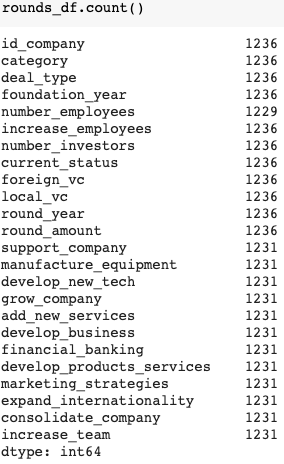 rounds_df.count()
id_company 1236
category 1236
deal_type 1236
foundation_year 1236
number_employees 1229
increase_employees 1236
number_investors 1236
current_status 1236
foreign_vc 1236
local_vc 1236
round_year 1236
round_amount 1236
support_company 1231
manufacture_equipment 1231
develop_new_tech 1231
grow_company 1231
add_new_services 1231
develop_business 1231
financial_banking 1231
develop_products_services 1231
marketing_strategies 1231
expand_internationality 1231
consolidate_company 1231
increase_team 1231
dtype: int64